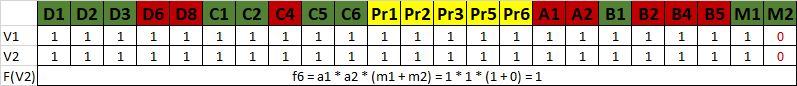 D1 D2 D3 D6 D8 C1 C2 C4 C5 C6 Pr1 Pr2 Pr3 Pr5 Pr6 A1 A2 B1 B2 B4 B5 M1 M2
V1 1 1 1 1 1 1 1 1 1 1 1 1 1 1 1 1 1 1 1 1 1 1 0
V2 1 1 1 1 1 1 1 1 1 1 1 1 1 1 1 1 1 1 1 1 1 1 0
F(V2) f6 = a1 * a2 * (m1 + m2) = 1 * 1 * (1 + 0) = 1